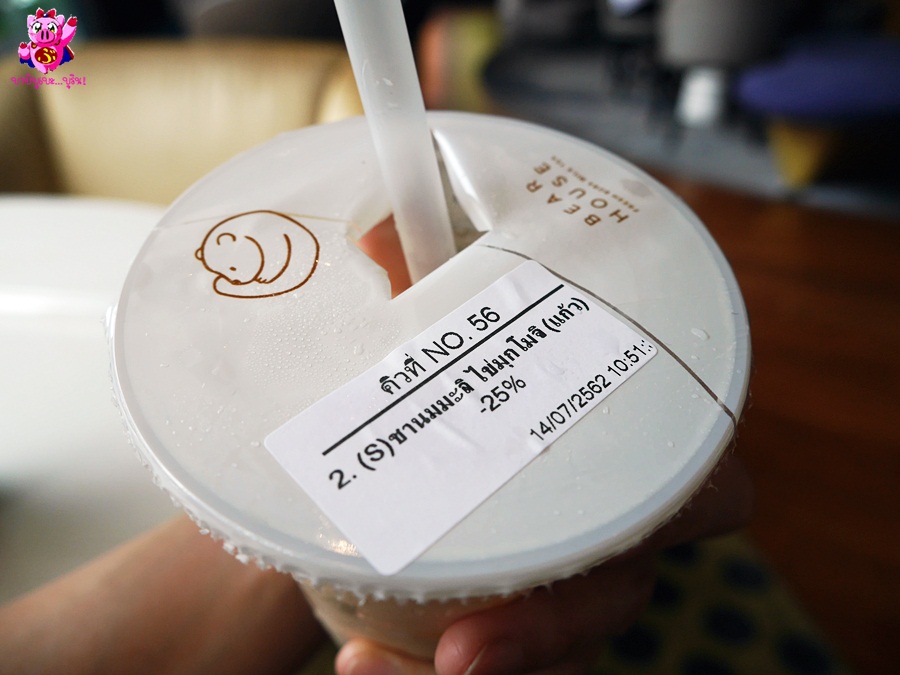 BEAR
HOUSE
คิวที่ NO. 56
2. (S)ชานมมะลิ ไข่มุกโมจิ (แก้ว)
-25%
14/07/2562 10:51: